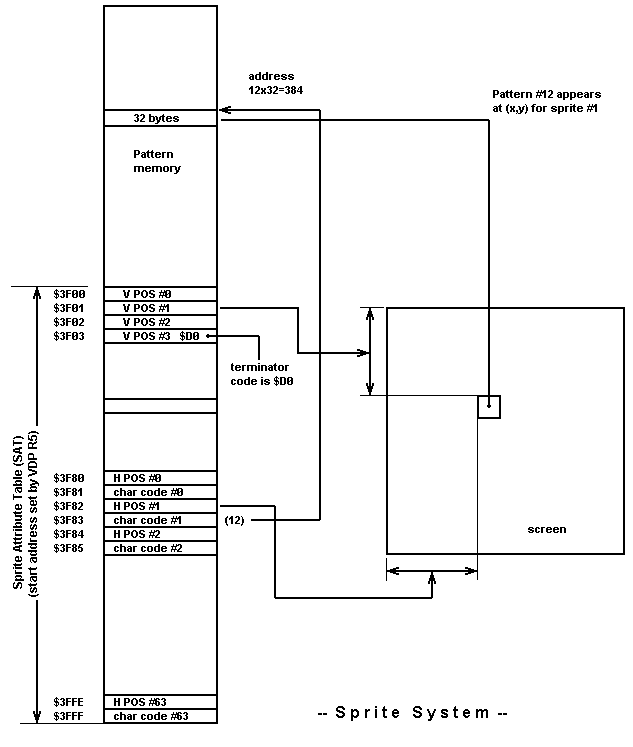 address
12x32=384
Pattern #12 appears
at (x,y) for sprite #1
32 bytes
Pattern
memory
$3F00 V POS #0
$3F01 V POS #1
$3F02 V POS #2
$3F03 V POS #3 $D0
terminator
code is $D0
Sprite Attribute Table (SAT)
(start address set by VDP R5)
$3F80 H POS #0
$3F81 char code #0
$3F82 H POS #1
$3F83 char code #1 (12)
$3F84 H POS #2
$3F85 char code #2
screen
$3FFE H POS #63
$3FFF char code #63
-- Sprite System --